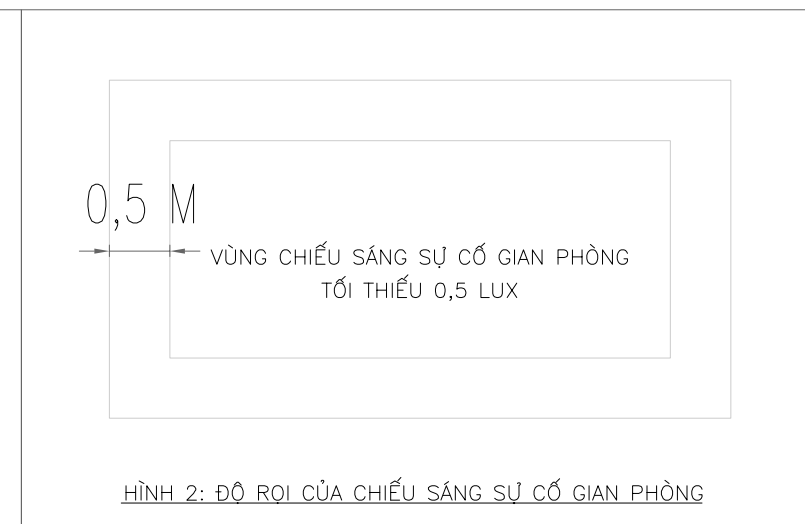 0,5 M
VÙNG CHIẾU SÁNG SỰ CỐ GIAN PHÒNG
TỐI THIỂU 0,5 LUX
HÌNH 2: ĐỘ RỌI CỦA CHIẾU SÁNG SỰ CỐ GIAN PHÒNG